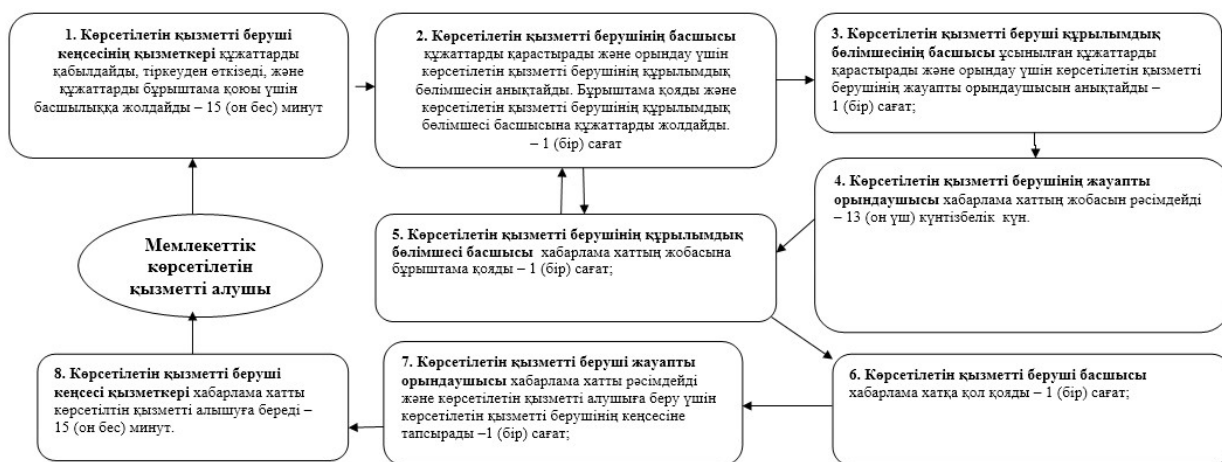 1. Көрсетілетін қызметті беруші
кеңсесінің қызметкері құжаттарды
қабылдайды, тіркеуден өткізеді, және
құжаттарды бұрыштама қоюы үшін
басшылыққа жолдайды – 15 (он бес) минут
2. Көрсетілетін қызметті берушінің басшысы
құжаттарды қарастырады және орындау үшін
көрсетілетін қызметті берушінің құрылымдық
бөлімшесін анықтайды. Бұрыштама қояды және
көрсетілетін қызметті берушінің құрылымдық
бөлімшесі басшысына құжаттарды жолдайды.
– 1 (бір) сағат
3. Көрсетілетін қызметті беруші құрылымдық
бөлімшесінің басшысы ұсынылған құжаттарды
қарастырады және орындау үшін көрсетілетін қызметті
берушінің жауапты орындаушысын анықтайды –
1 (бір) сағат;
4. Көрсетілетін қызметті берушінің жауапты
орындаушысы хабарлама хаттың жобасын рәсімдейді
– 13 (он үш) күнтізбелік күн.
5. Көрсетілетін қызметті берушінің құрылымдық
бөлімшесі басшысы хабарлама хаттың жобасына
бұрыштама қояды – 1 (бір) сағат;
Мемлекеттік
көрсетілетін
қызметті алушы
6. Көрсетілетін қызметті беруші басшысы
хабарлама хатқа қол қояды – 1 (бір) сағат;
7. Көрсетілетін қызметті беруші жауапты
орындаушысы хабарлама хатты рәсімдейді
және көрсетілетін қызметті алушыға беру үшін
көрсетілетін қызметті берушінің кеңсесіне
тапсырады –1 (бір) сағат;
8. Көрсетілетін қызметті беруші
кеңсесі қызметкері хабарлама хатты
көрсетілтін қызметті алышуға береді –
15 (он бес) минут.